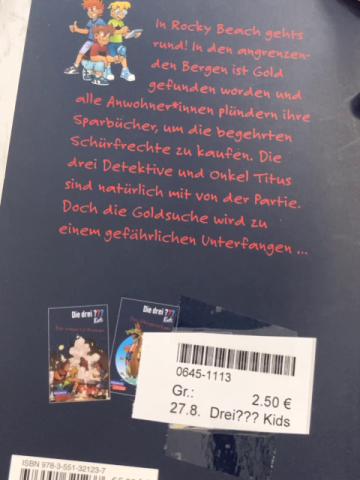 In Rocky Beach gehts
rund! In den angrenzen-
den Bergen ist Gold
gefunden worden und
alle Anwohner*innen plündern ihre
Sparbücher, um die begehrten
Schürfrechte zu kaufen. Die
drei Detektive und Onkel Titus
sind natürlich mit von der Partie.
Doch die Goldsuche wird zu
einem gefährlichen Unterfangen ...
Die drei ???
Kids
Die drei ???
Kids
0645-1113
Gr.:
2.50 €
27.8. Drei??? Kids
ISBN 978-3-551-32123-7